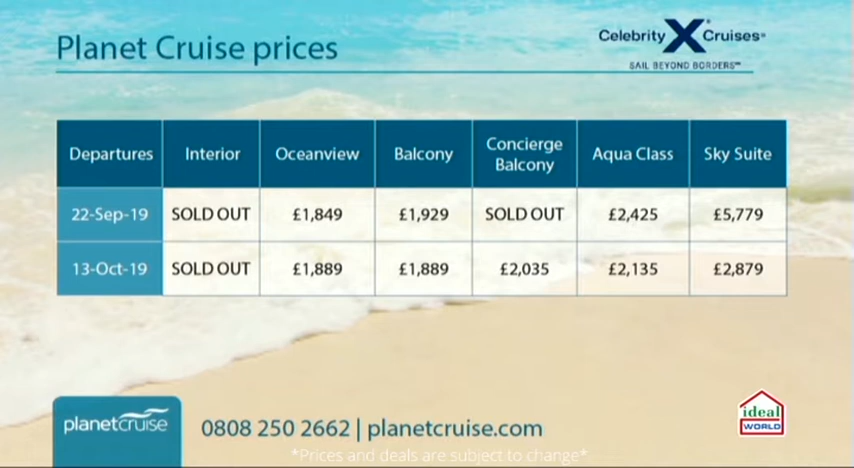 Planet Cruise prices
Celebrity X Cruises®
SAIL BEYOND BORDERS℠
Departures Interior Oceanview Balcony Concierge Balcony Aqua Class Sky Suite
22-Sep-19 SOLD OUT £1,849 £1,929 SOLD OUT £2,425 £5,779
13-Oct-19 SOLD OUT £1,889 £1,889 £2,035 £2,135 £2,879
planetcruise
0808 250 2662 | planetcruise.com
*Prices and deals are subject to change*
ideal
WORLD